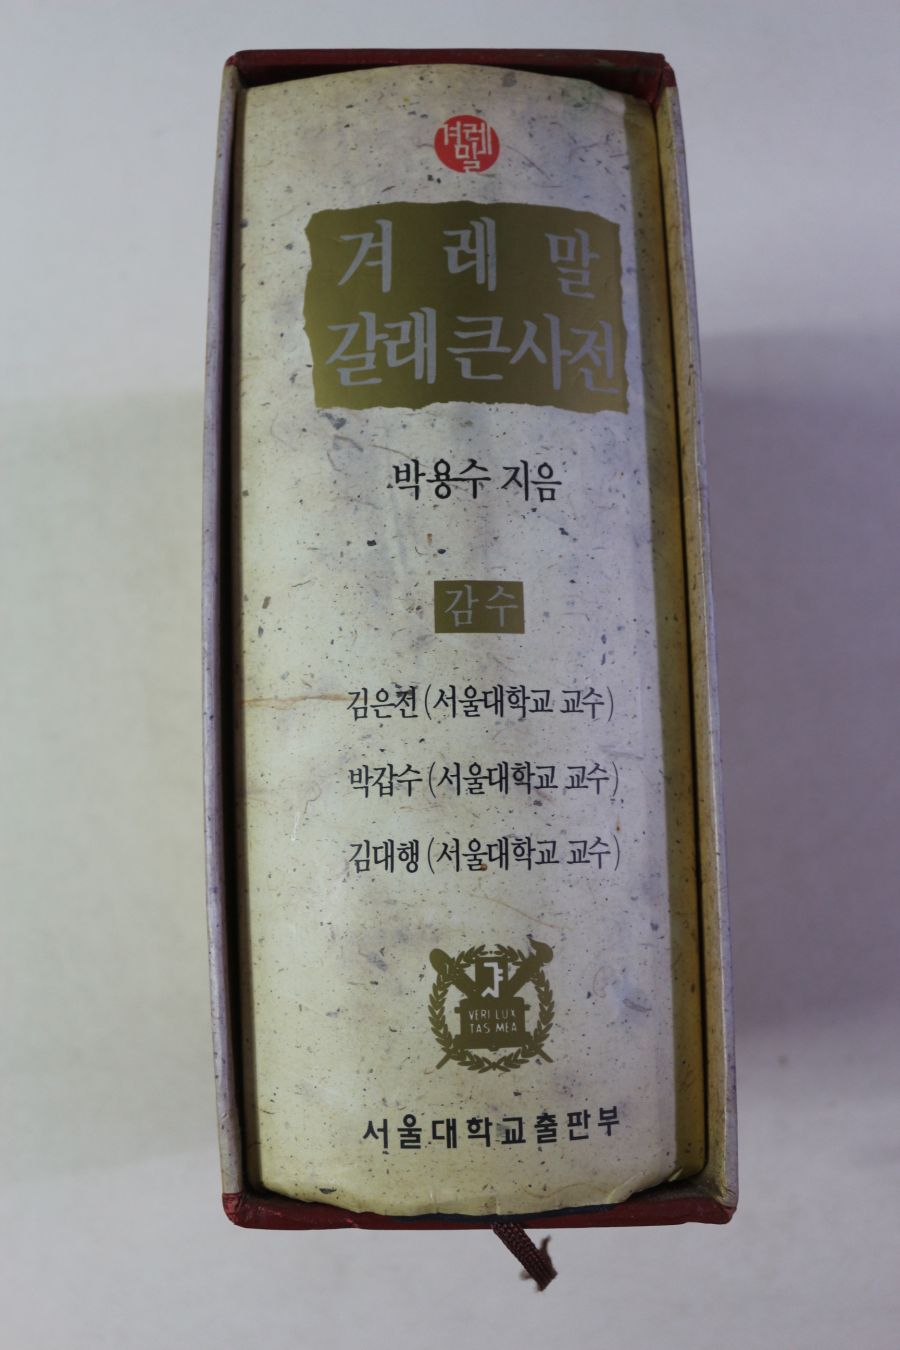 겨레
말
겨레말
갈래큰사전
박용수 지음
감수
김은전(서울대학교 교수)
박갑수(서울대학교 교수)
김대행(서울대학교 교수)
VERI LUX
TAS MEA
서울대학교출판부